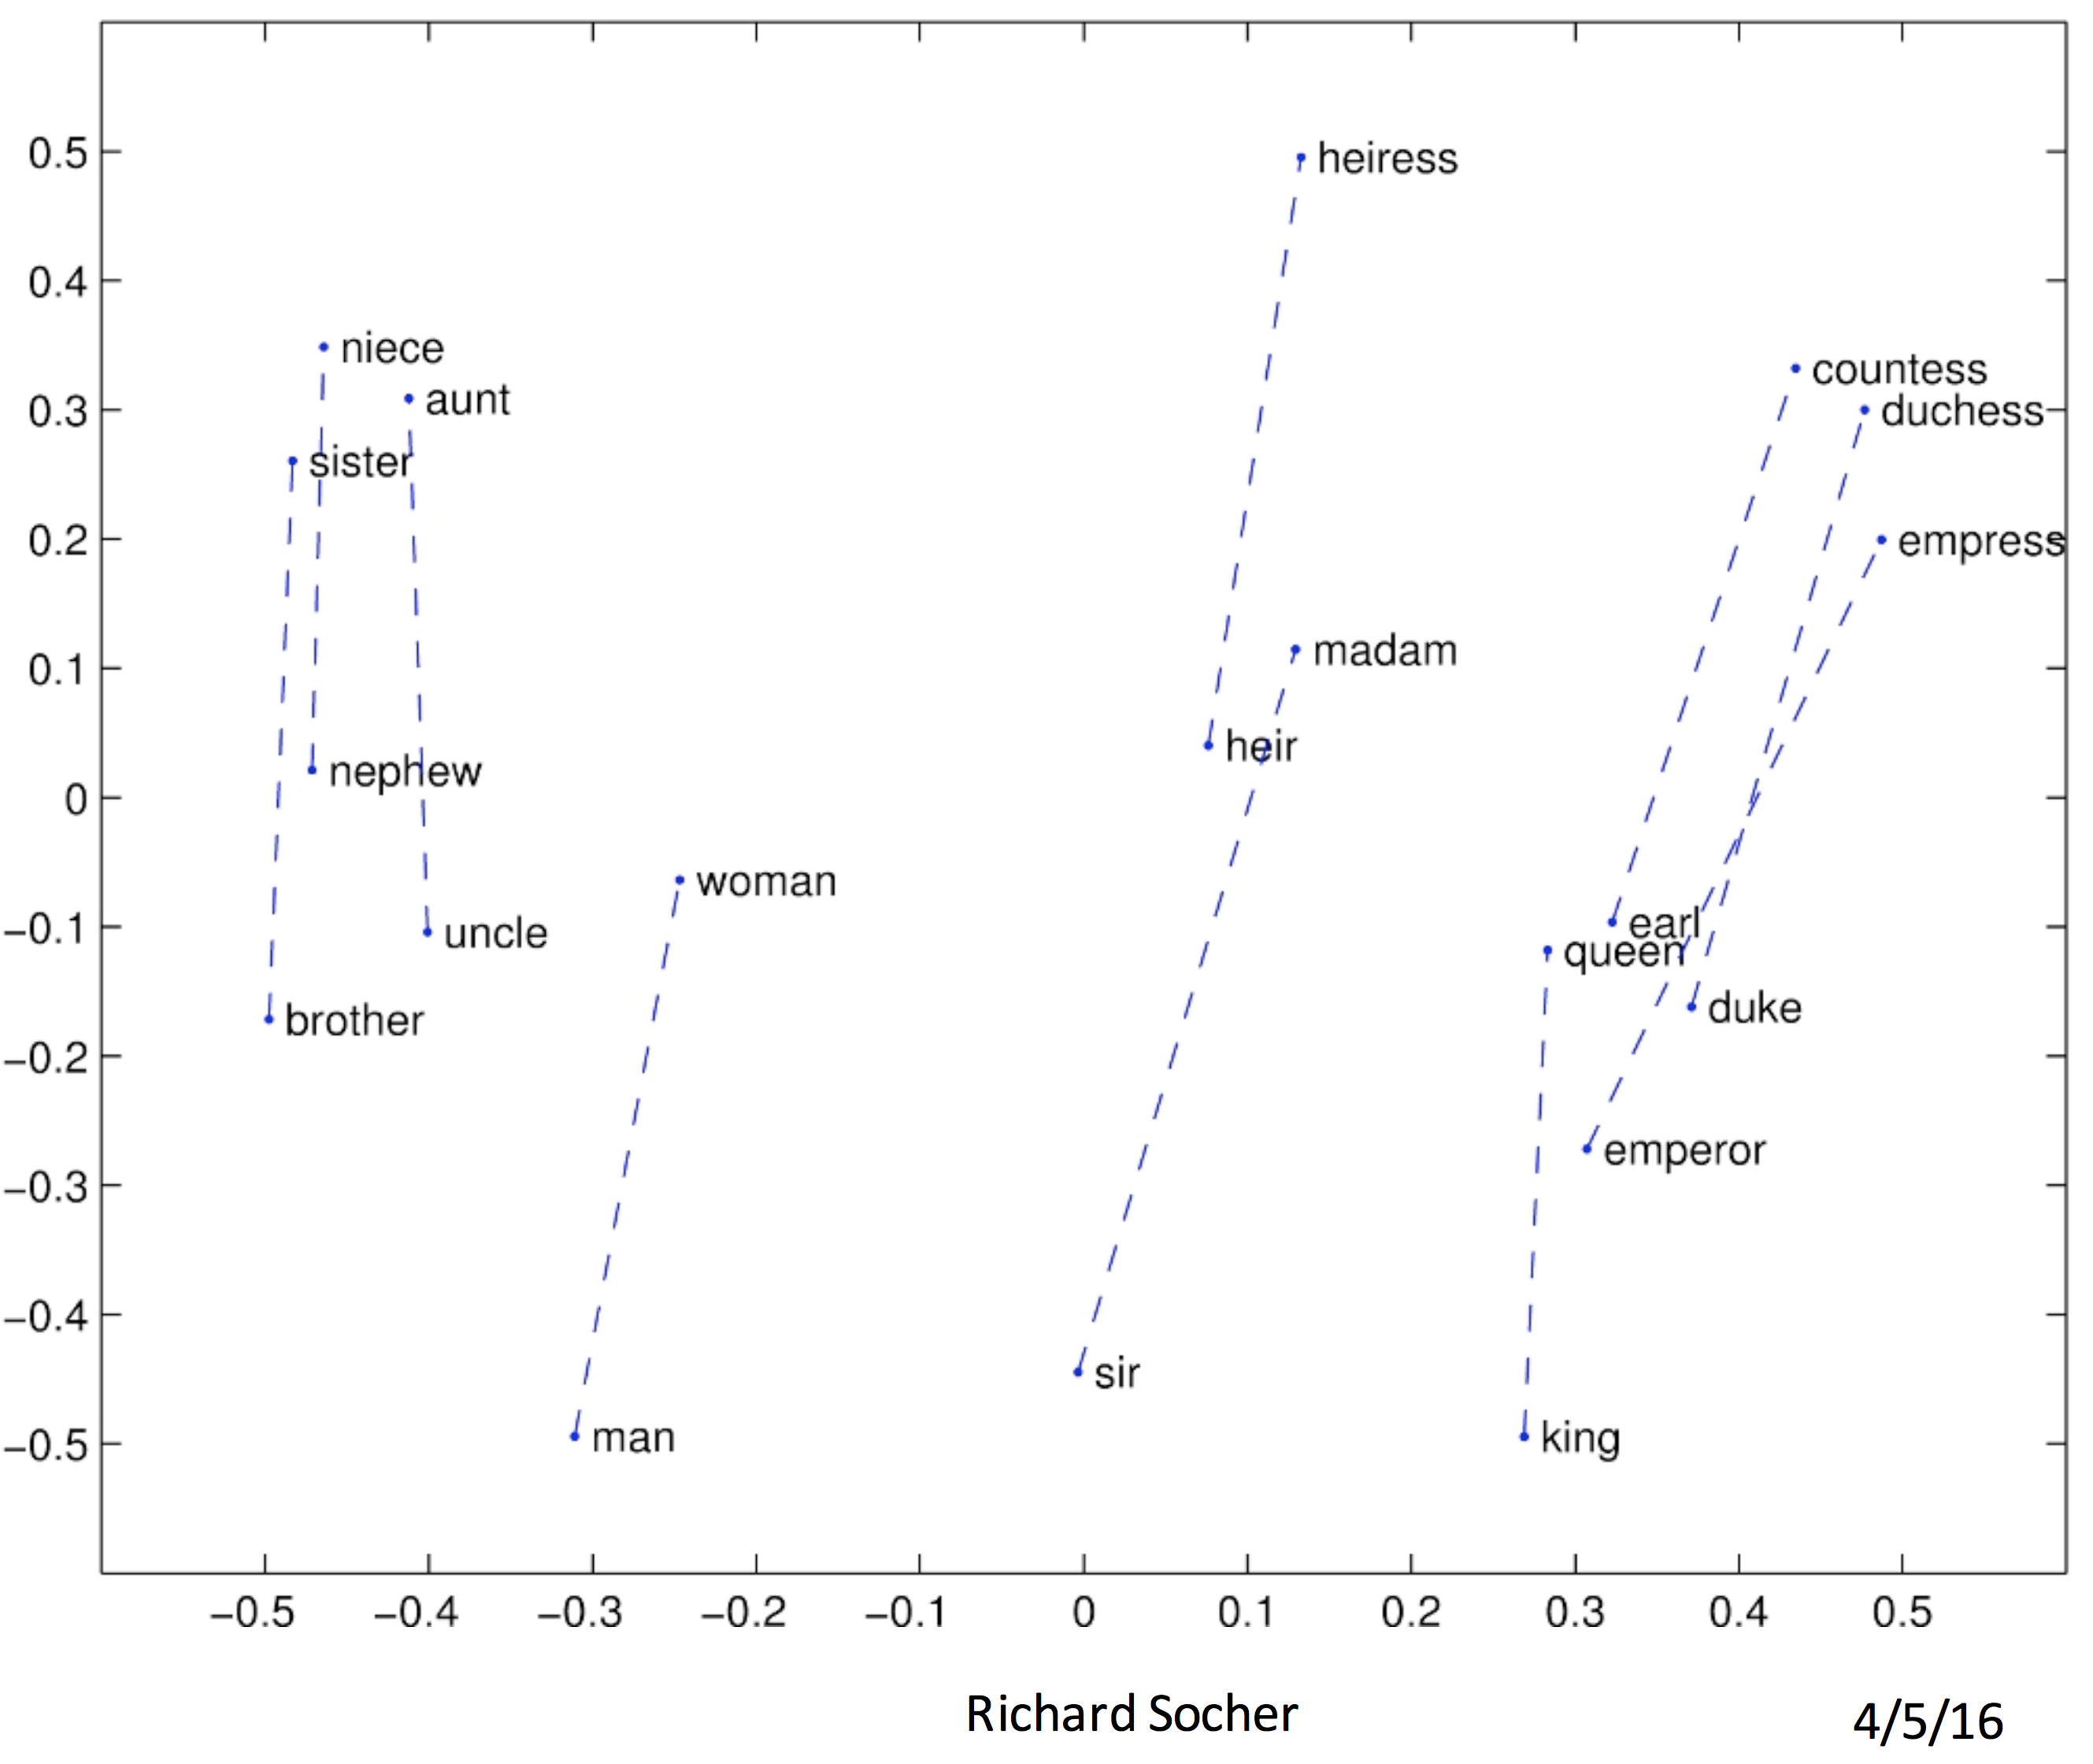 heiress
0.5
0.4
niece
countess
aunt
0.3
duchess
sister
0.2
empress
madam
0.1
heir
nephew
0
woman
earl
−0.1
uncle
queen
duke
brother
−0.2
emperor
−0.3
−0.4
sir
man
king
−0.5
−0.5 −0.4 −0.3 −0.2 −0.1 0 0.1 0.2 0.3 0.4 0.5
Richard Socher
4/5/16